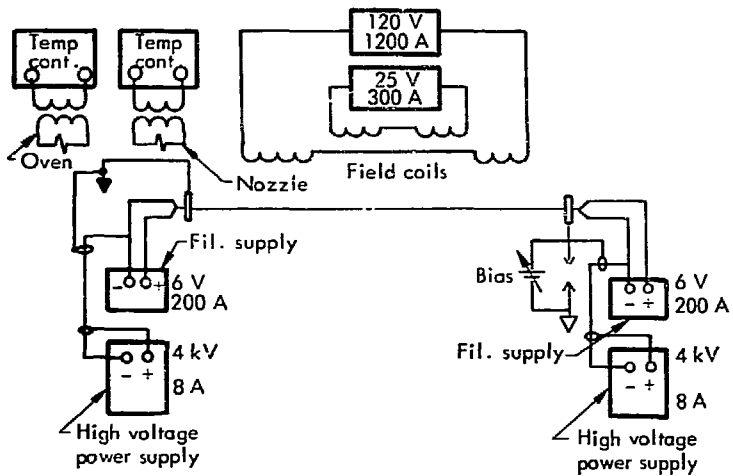 Temp
cont.
Temp
cont.
120 V
1200 A
25 V
300 A
Oven
Nozzie
Field coils
Fil. supply
- +
6 V
200 A
- +
4 kV
8 A
High voltage
power supply
Bias
- +
6 V
200 A
Fil. supply
- +
4 kV
8 A
High voltage
power supply